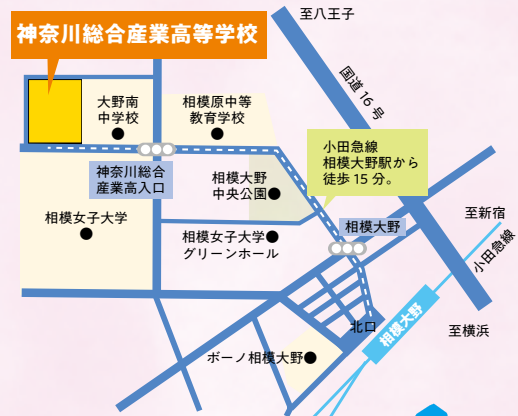 神奈川総合産業高等学校
至八王子
国道16号
大野南
中学校
相模原中等
教育学校
小田急線
相模大野駅から
徒歩15分。
神奈川総合
産業高入口
相模大野
中央公園
相模女子大学
相模大野
至新宿
小田急線
相模女子大学
グリーンホール
北口
相模大野
至横浜
ボーノ相模大野